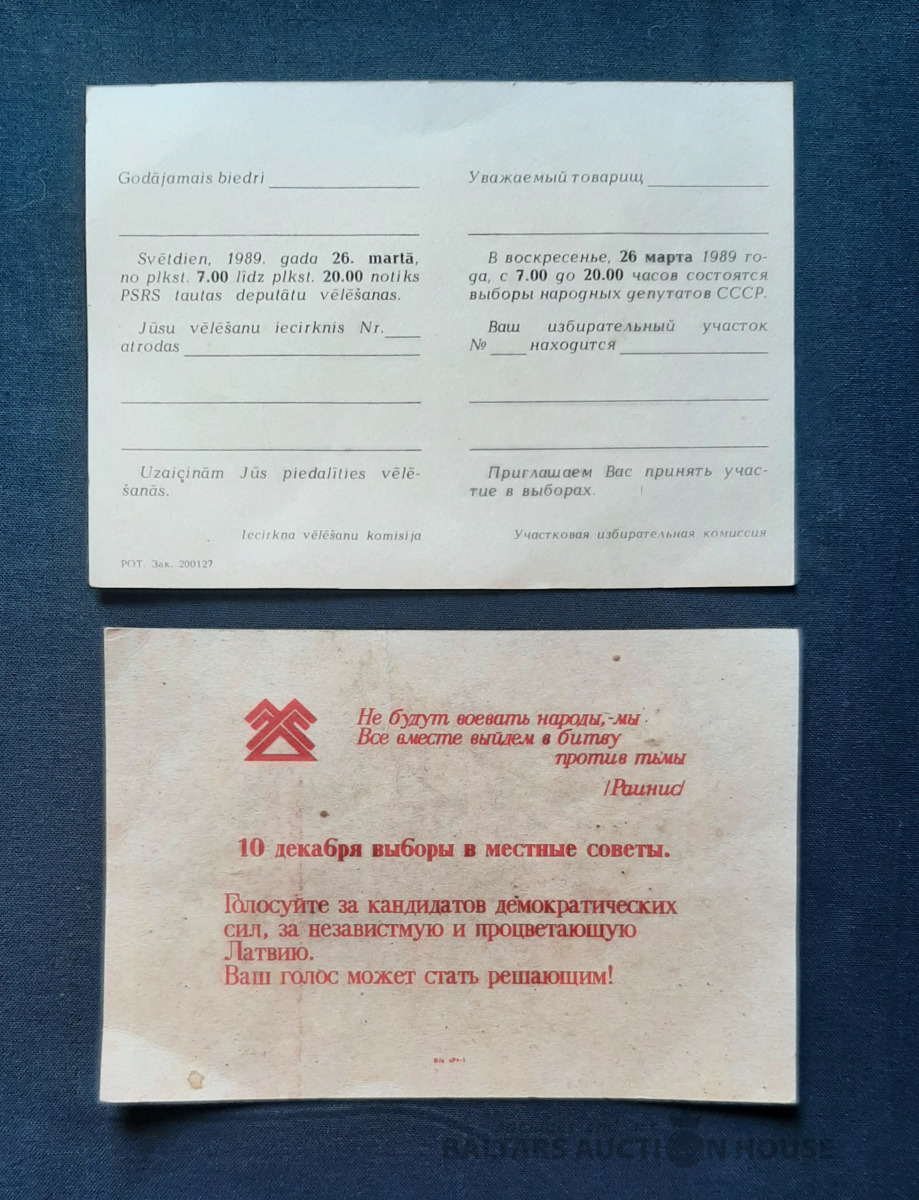 Godājamais biedri
Svētdien, 1989. gada 26. martā,
no plkst. 7.00 līdz plkst. 20.00 notiks
PSRS tautas deputātu vēlēšanas.
Jūsu vēlēšanu iecirknis Nr.
atrodas
Uzaiçinām Jūs piedalīties vēlē-
šanās.
Iecirkņa vēlēšanu komisija
РОТ. Зак. 200127
Уважаемый товарищ
В воскресенье, 26 марта 1989 го-
да, с 7.00 до 20.00 часов состоятся
выборы народных депутатов СССР.
Ваш избирательный участок
№ находится
Приглашаем Вас принять учас-
тие в выборах.
Участковая избирательная комиссия
Не будут воевать народы,-мы
Все вместе выйдем в битву
против тьмы
/Раинис/
10 декабря выборы в местные советы.
Голосуйте за кандидатов демократических
сил, за независтмую и процветающую
Латвию.
Ваш голос может стать решающим!
BALTARS AUCTION HOUSE